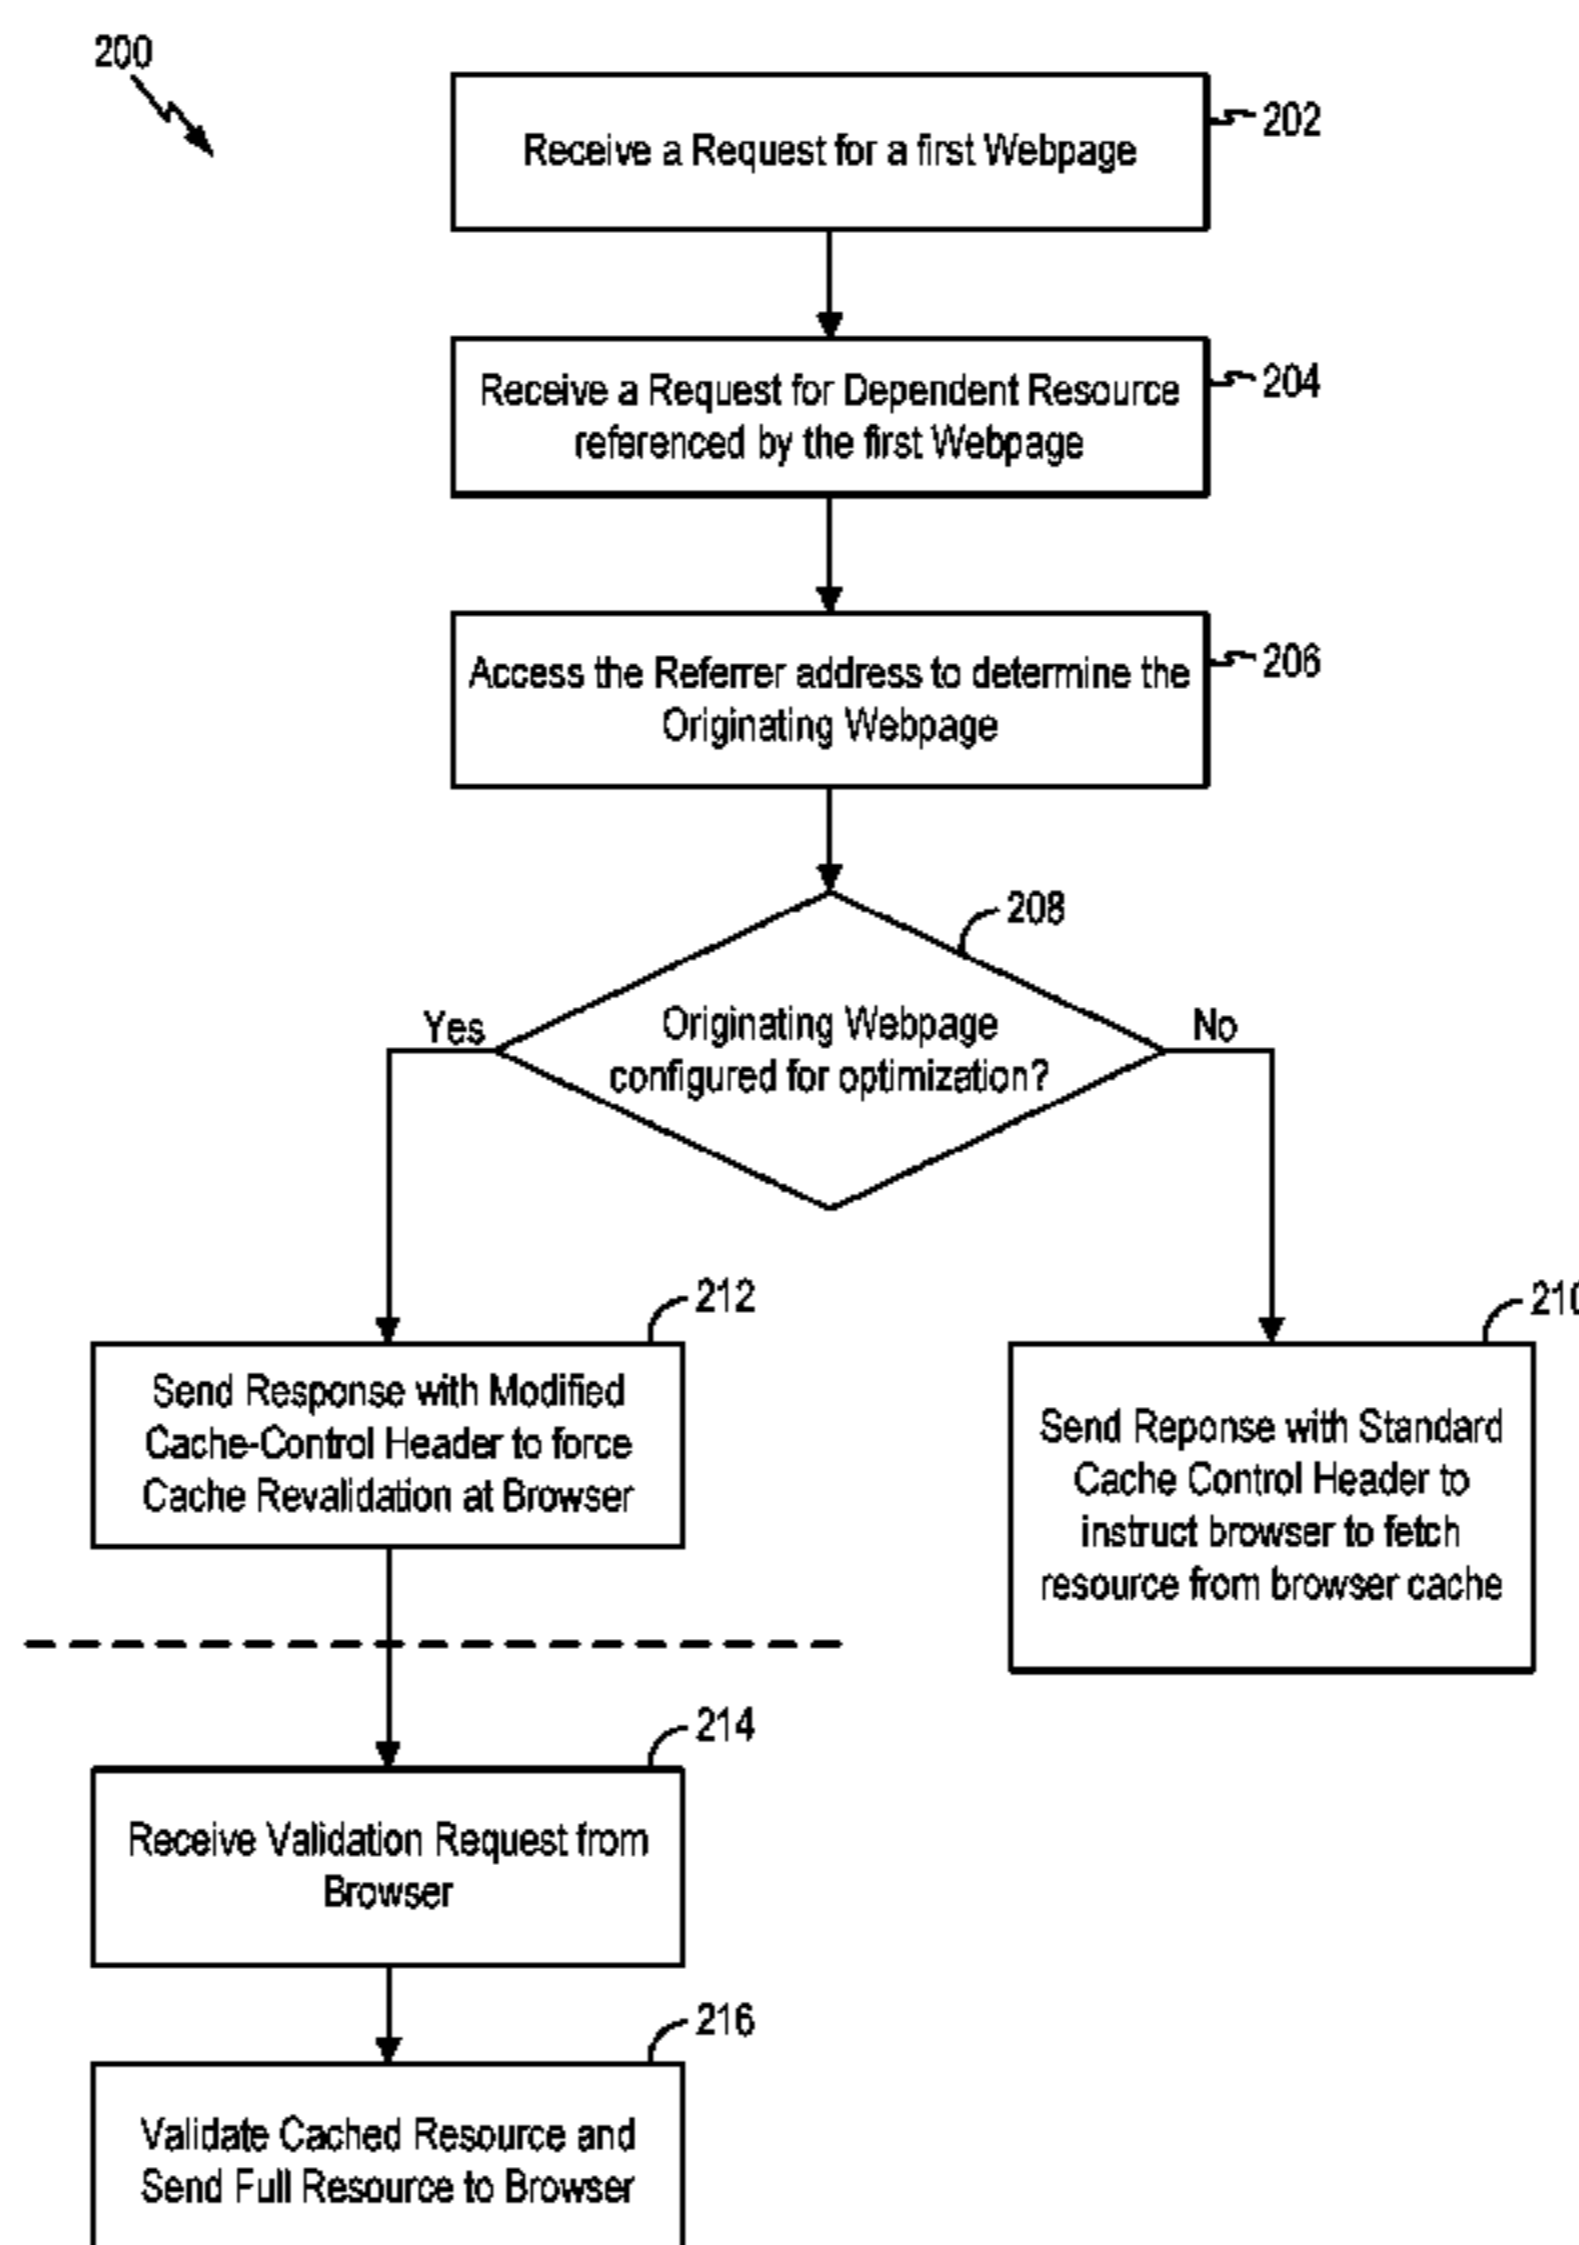 200
Receive a Request for a first Webpage
202
Receive a Request for Dependent Resource
referenced by the first Webpage
204
Access the Referrer address to determine the
Originating Webpage
206
208
Originating Webpage
configured for optimization?
Yes
No
212
Send Response with Modified
Cache-Control Header to force
Cache Revalidation at Browser
210
Send Reponse with Standard
Cache Control Header to
instruct browser to fetch
resource from browser cache
214
Receive Validation Request from
Browser
216
Validate Cached Resource and
Send Full Resource to Browser